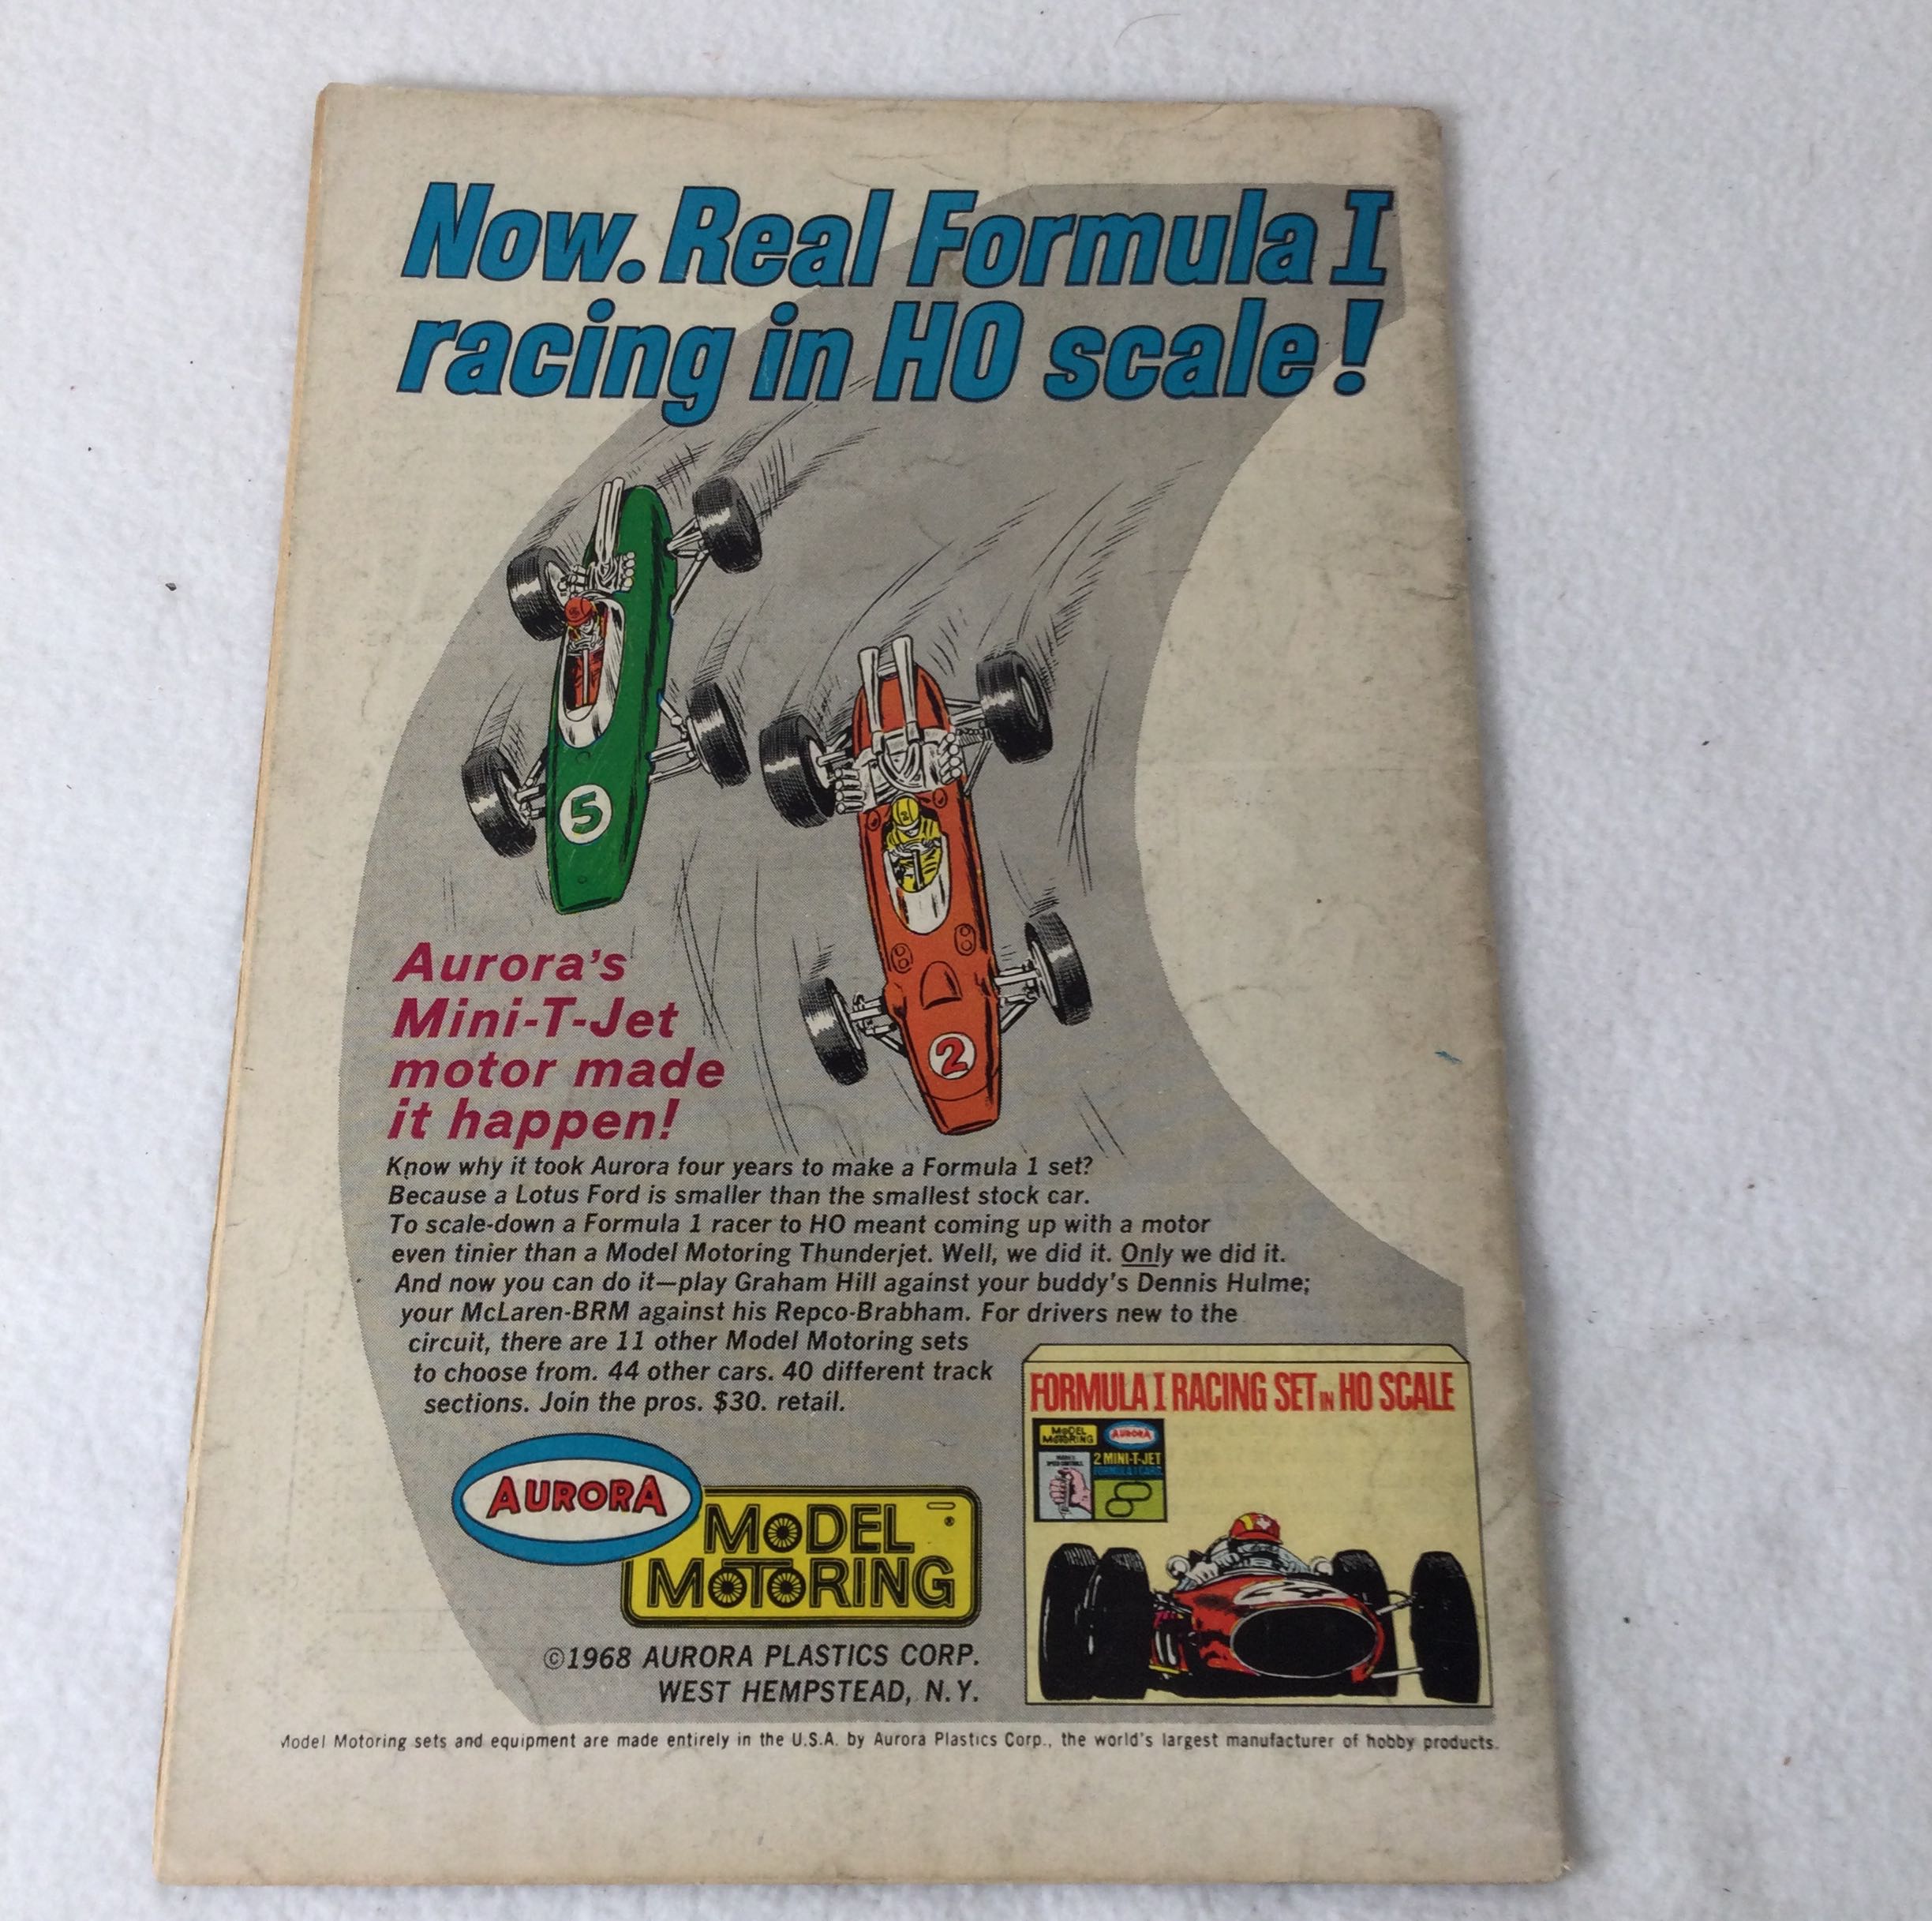 Now. Real Formula I
racing in HO scale!
5
2
Aurora's
Mini-T-Jet
motor made
it happen!
Know why it took Aurora four years to make a Formula 1 set?
Because a Lotus Ford is smaller than the smallest stock car.
To scale-down a Formula 1 racer to HO meant coming up with a motor
even tinier than a Model Motoring Thunderjet. Well, we did it. Only we did it.
And now you can do it—play Graham Hill against your buddy's Dennis Hulme;
your McLaren-BRM against his Repco-Brabham. For drivers new to the
circuit, there are 11 other Model Motoring sets
to choose from. 44 other cars. 40 different track
sections. Join the pros. $30. retail.
FORMULA I RACING SET IN HO SCALE
MODEL
MOTORING
AURORA
2 MINI-T-JET
FORMULA I CARS
AURORA
MODEL ®
MOTORING
©1968 AURORA PLASTICS CORP.
WEST HEMPSTEAD, N.Y.
Model Motoring sets and equipment are made entirely in the U.S.A. by Aurora Plastics Corp., the world's largest manufacturer of hobby products.